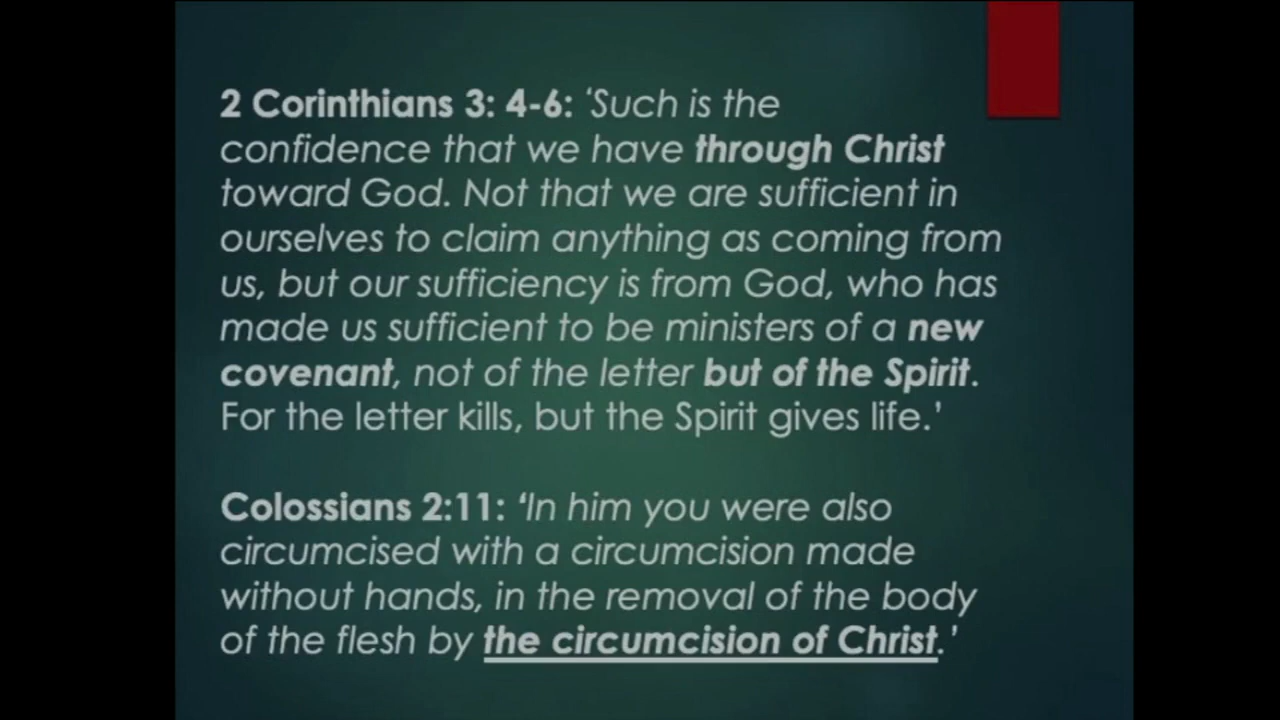 2 Corinthians 3: 4-6: ‘Such is the
confidence that we have through Christ
toward God. Not that we are sufficient in
ourselves to claim anything as coming from
us, but our sufficiency is from God, who has
made us sufficient to be ministers of a new
covenant, not of the letter but of the Spirit.
For the letter kills, but the Spirit gives life.’
Colossians 2:11: ‘In him you were also
circumcised with a circumcision made
without hands, in the removal of the body
of the flesh by the circumcision of Christ.’